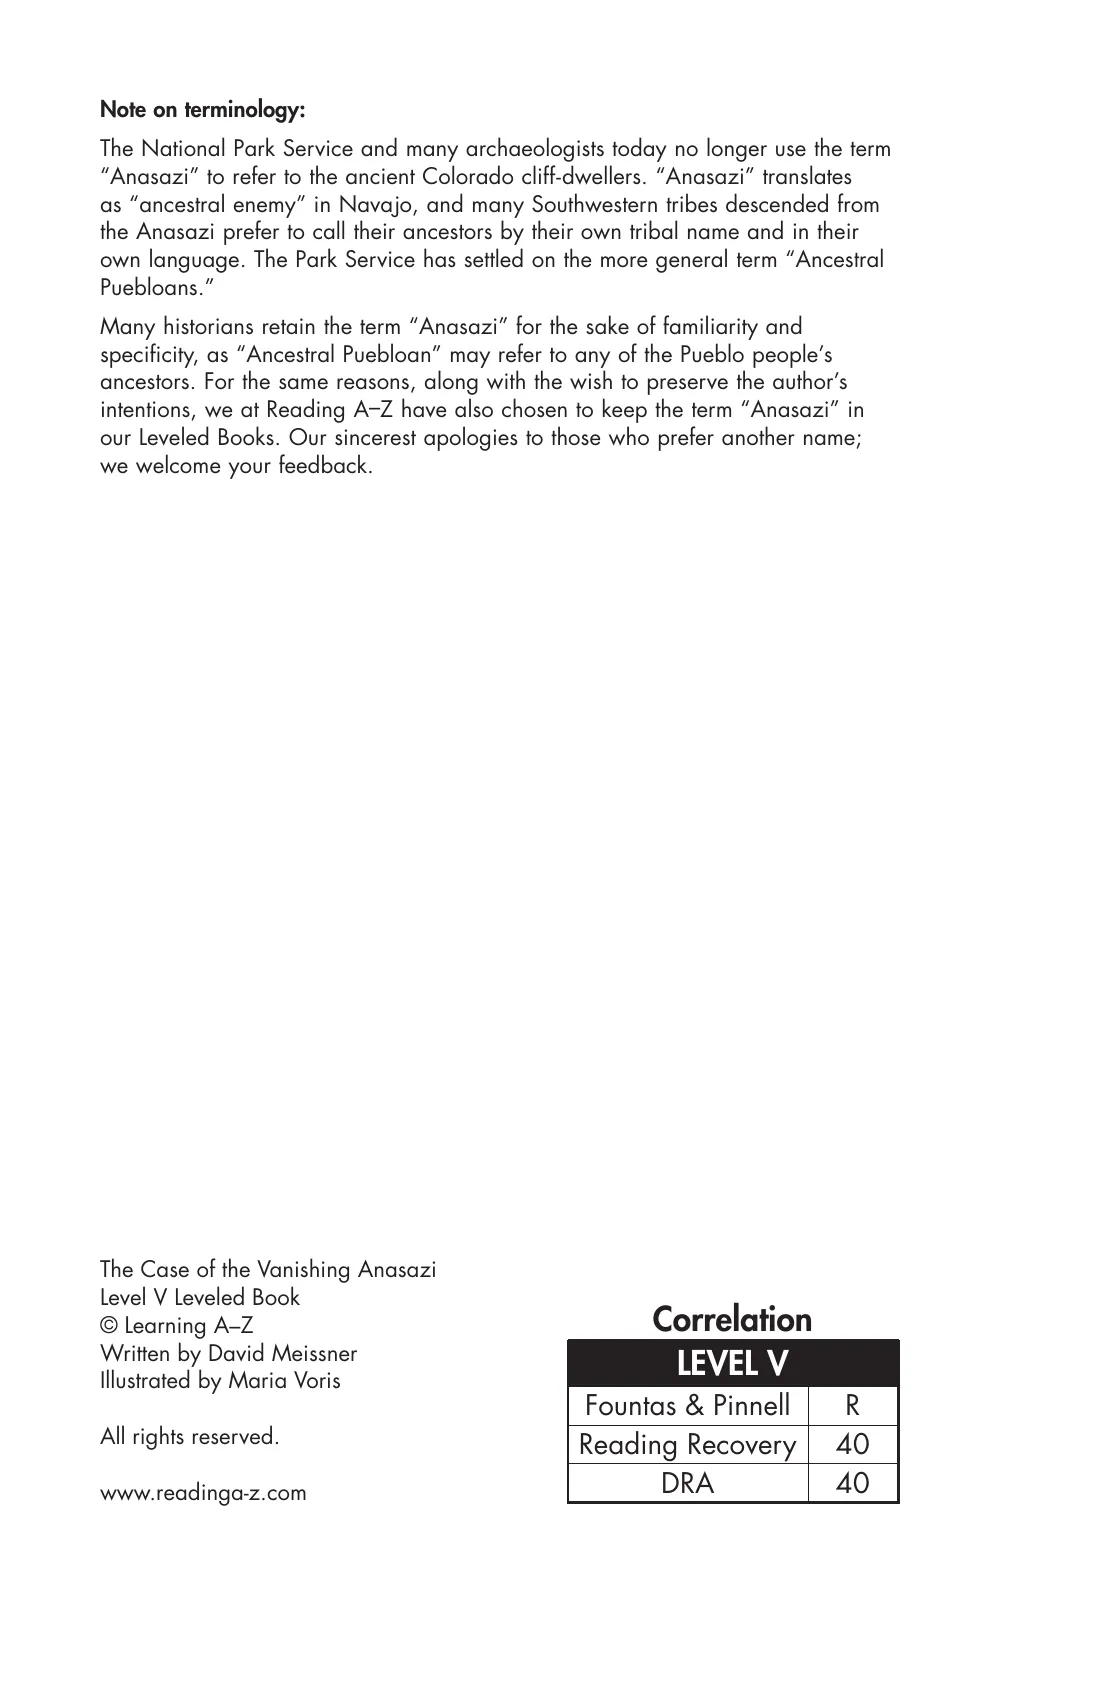 Note on terminology:
The National Park Service and many archaeologists today no longer use the term
“Anasazi” to refer to the ancient Colorado cliff-dwellers. “Anasazi” translates
as “ancestral enemy” in Navajo, and many Southwestern tribes descended from
the Anasazi prefer to call their ancestors by their own tribal name and in their
own language. The Park Service has settled on the more general term “Ancestral
Puebloans.”
Many historians retain the term “Anasazi” for the sake of familiarity and
specificity, as “Ancestral Puebloan” may refer to any of the Pueblo people’s
ancestors. For the same reasons, along with the wish to preserve the author’s
intentions, we at Reading A–Z have also chosen to keep the term “Anasazi” in
our Leveled Books. Our sincerest apologies to those who prefer another name;
we welcome your feedback.
The Case of the Vanishing Anasazi
Level V Leveled Book
© Learning A–Z
Written by David Meissner
Illustrated by Maria Voris
All rights reserved.
www.readinga-z.com
Correlation
LEVEL V
Fountas & Pinnell R
Reading Recovery 40
DRA 40